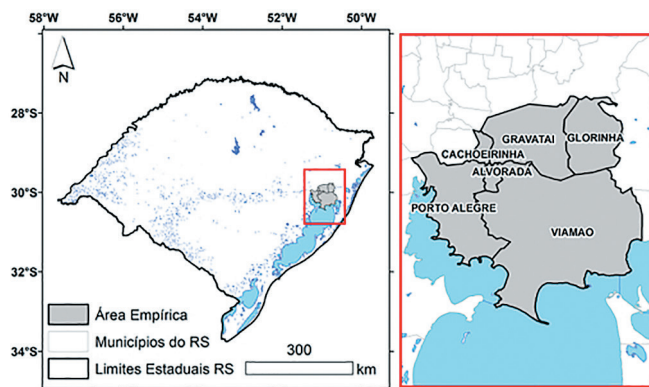 58°W 56°W 54°W 52°W 50°W
N
28°S
30°S
32°S
34°S
Área Empírica
Municípios do RS
Limites Estaduais RS
300
km
GRAVATAI
GLORINHA
CACHOEIRINHA
ALVORADA
PORTO ALEGRE
VIAMAO